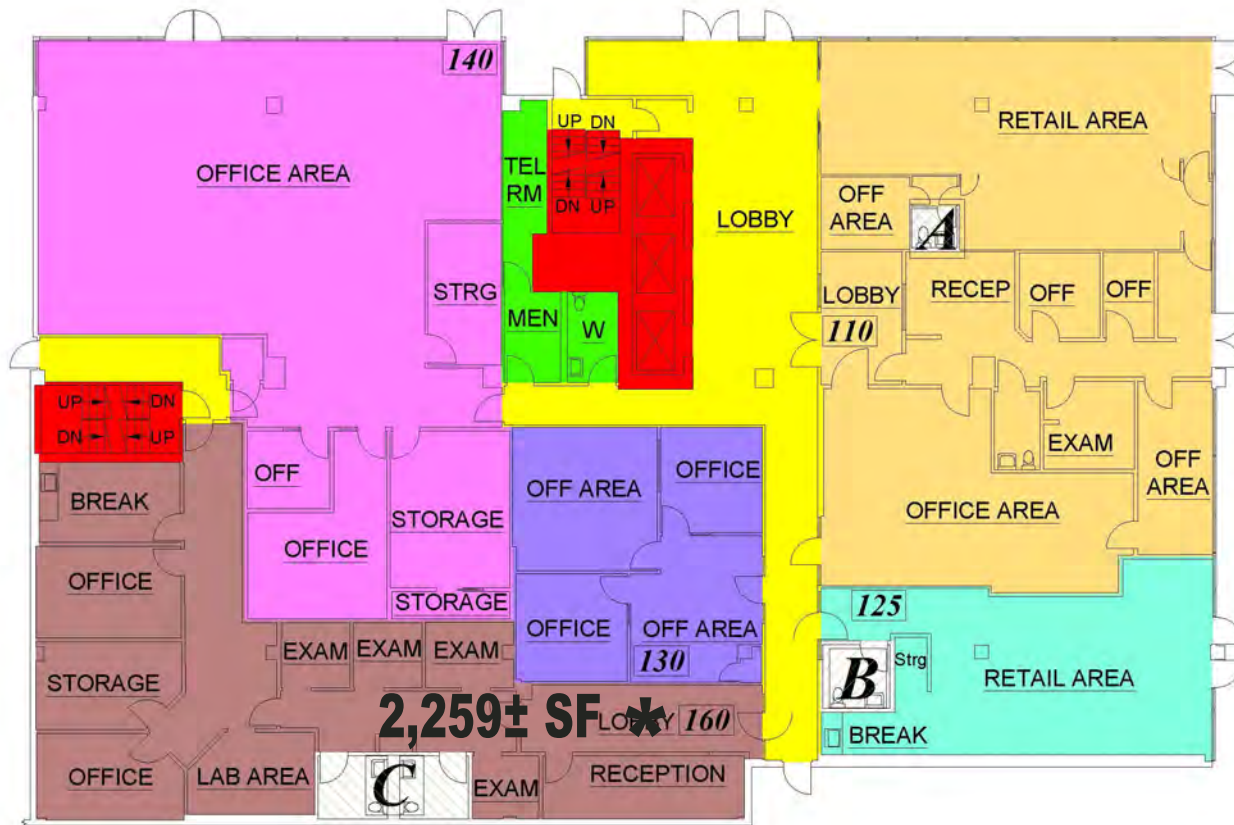 140
UP DN
TEL
RM
DN UP
OFFICE AREA
STRG
MEN
W
LOBBY
RETAIL AREA
OFF
AREA
A
LOBBY
110
RECEP
OFF
OFF
EXAM
OFF
AREA
OFFICE AREA
UP DN
DN UP
BREAK
OFFICE
STORAGE
OFFICE
OFF
OFFICE
STORAGE
STORAGE
OFF AREA
OFFICE
OFFICE
OFF AREA
130
125
B
Strg
RETAIL AREA
BREAK
EXAM
EXAM
EXAM
2,259± SF *
LOBBY
160
LAB AREA
C
EXAM
RECEPTION